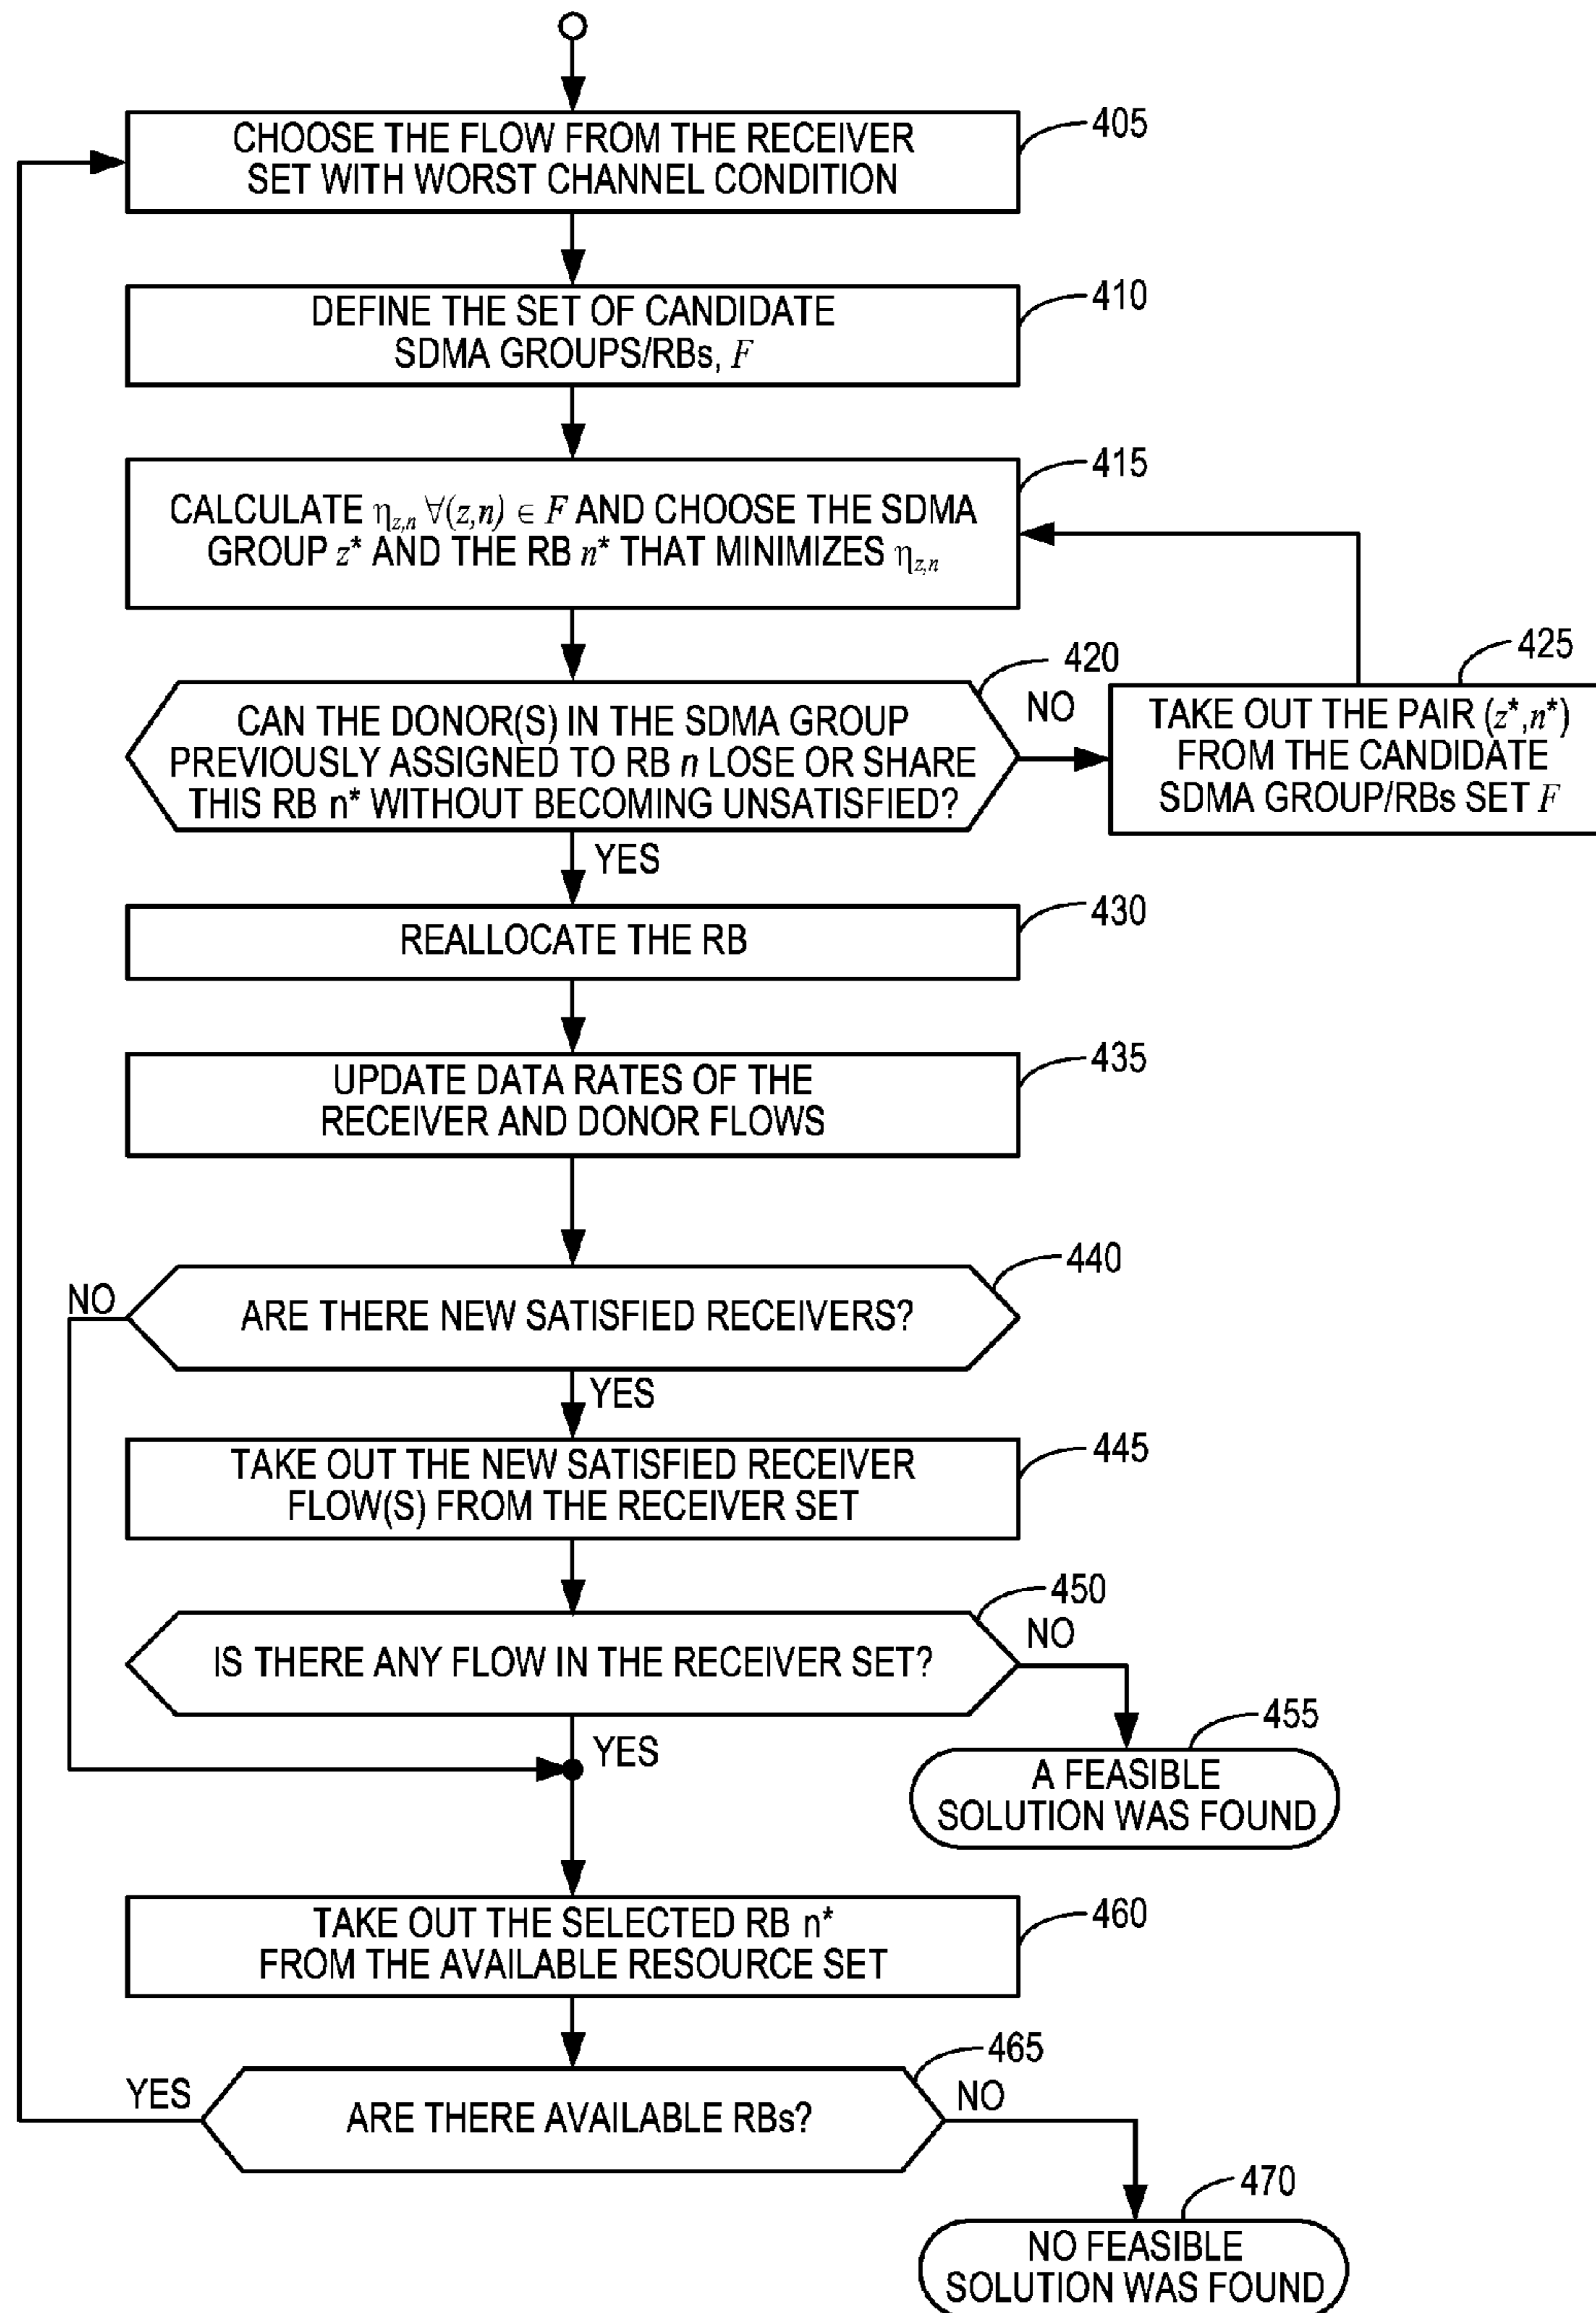 CHOOSE THE FLOW FROM THE RECEIVER
SET WITH WORST CHANNEL CONDITION
405
DEFINE THE SET OF CANDIDATE
SDMA GROUPS/RBs, F
410
CALCULATE ηz,n ∀(z,n) ∈ F AND CHOOSE THE SDMA
GROUP z* AND THE RB n* THAT MINIMIZES ηz,n
415
CAN THE DONOR(S) IN THE SDMA GROUP
PREVIOUSLY ASSIGNED TO RB n LOSE OR SHARE
THIS RB n* WITHOUT BECOMING UNSATISFIED?
420
NO
TAKE OUT THE PAIR (z*,n*)
FROM THE CANDIDATE
SDMA GROUP/RBs SET F
425
YES
REALLOCATE THE RB
430
UPDATE DATA RATES OF THE
RECEIVER AND DONOR FLOWS
435
ARE THERE NEW SATISFIED RECEIVERS?
440
NO
YES
TAKE OUT THE NEW SATISFIED RECEIVER
FLOW(S) FROM THE RECEIVER SET
445
IS THERE ANY FLOW IN THE RECEIVER SET?
450
NO
A FEASIBLE
SOLUTION WAS FOUND
455
YES
TAKE OUT THE SELECTED RB n*
FROM THE AVAILABLE RESOURCE SET
460
ARE THERE AVAILABLE RBs?
465
YES
NO
NO FEASIBLE
SOLUTION WAS FOUND
470